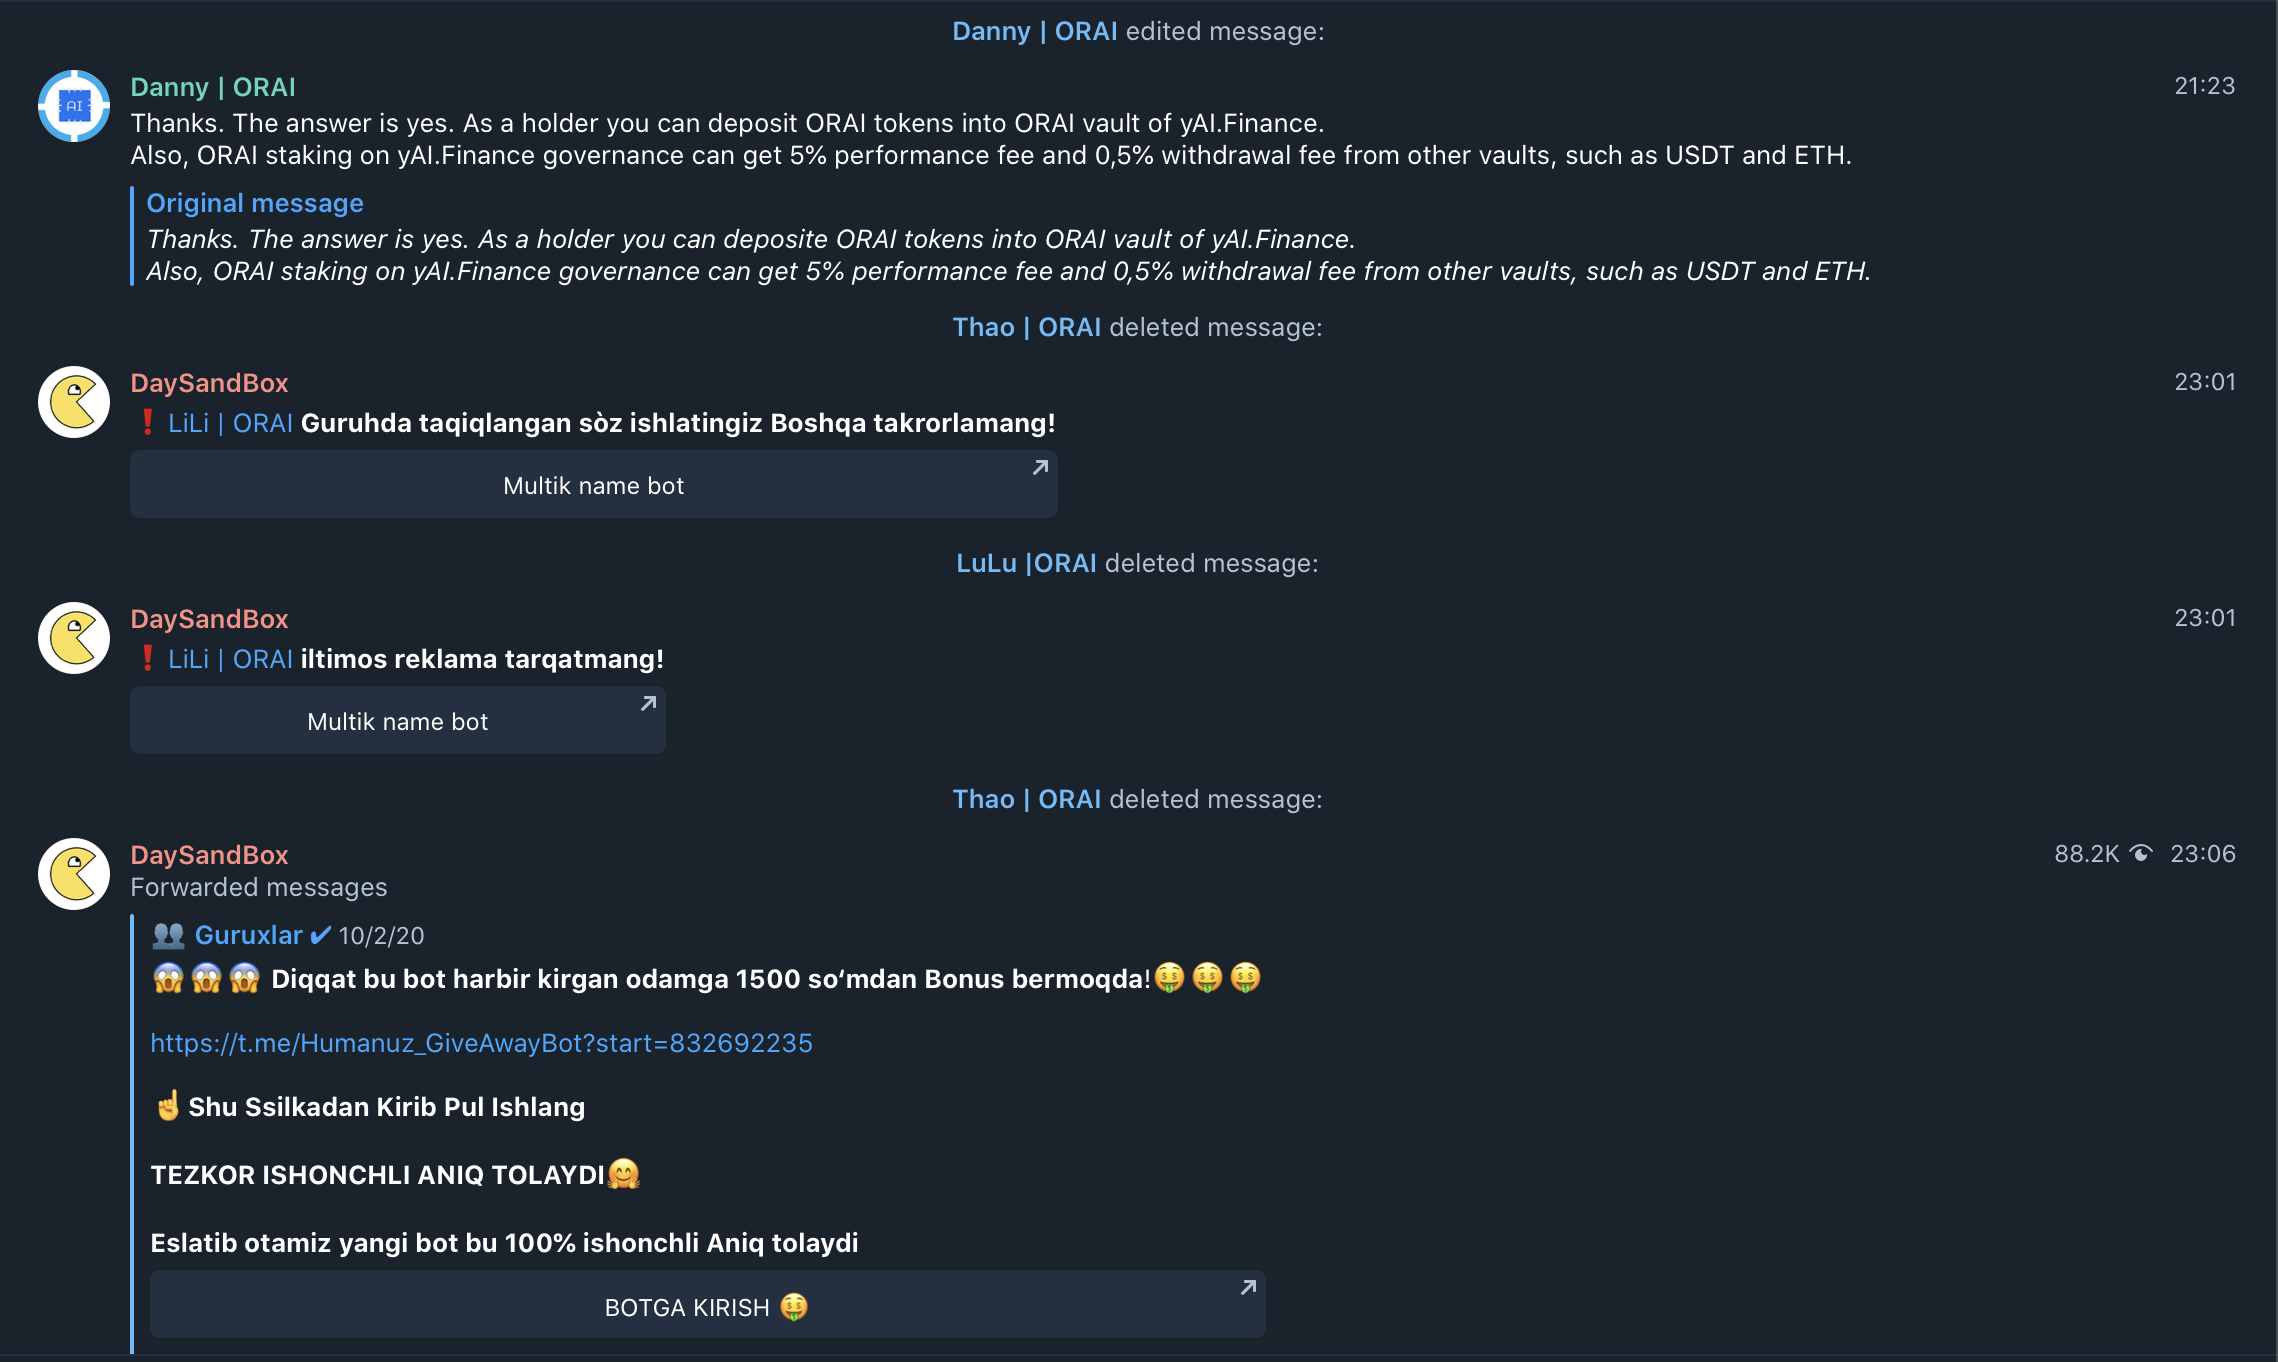 Danny | ORAI edited message:
Danny | ORAI 21:23
AI
Thanks. The answer is yes. As a holder you can deposit ORAI tokens into ORAI vault of yAI.Finance.
Also, ORAI staking on yAI.Finance governance can get 5% performance fee and 0,5% withdrawal fee from other vaults, such as USDT and ETH.
Original message
Thanks. The answer is yes. As a holder you can deposite ORAI tokens into ORAI vault of yAI.Finance.
Also, ORAI staking on yAI.Finance governance can get 5% performance fee and 0,5% withdrawal fee from other vaults, such as USDT and ETH.
Thao | ORAI deleted message:
DaySandBox 23:01
❗ LiLi | ORAI Guruhda taqiqlangan sòz ishlatingiz Boshqa takrorlamang!
Multik name bot
LuLu |ORAI deleted message:
DaySandBox 23:01
❗ LiLi | ORAI iltimos reklama tarqatmang!
Multik name bot
Thao | ORAI deleted message:
DaySandBox 88.2K 23:06
Forwarded messages
👥 Guruxlar ✔ 10/2/20
😱😱😱 Diqqat bu bot harbir kirgan odamga 1500 so‘mdan Bonus bermoqda!🤑🤑🤑
https://t.me/Humanuz_GiveAwayBot?start=832692235
☝Shu Ssilkadan Kirib Pul Ishlang
TEZKOR ISHONCHLI ANIQ TOLAYDI🤗
Eslatib otamiz yangi bot bu 100% ishonchli Aniq tolaydi
BOTGA KIRISH 🤑